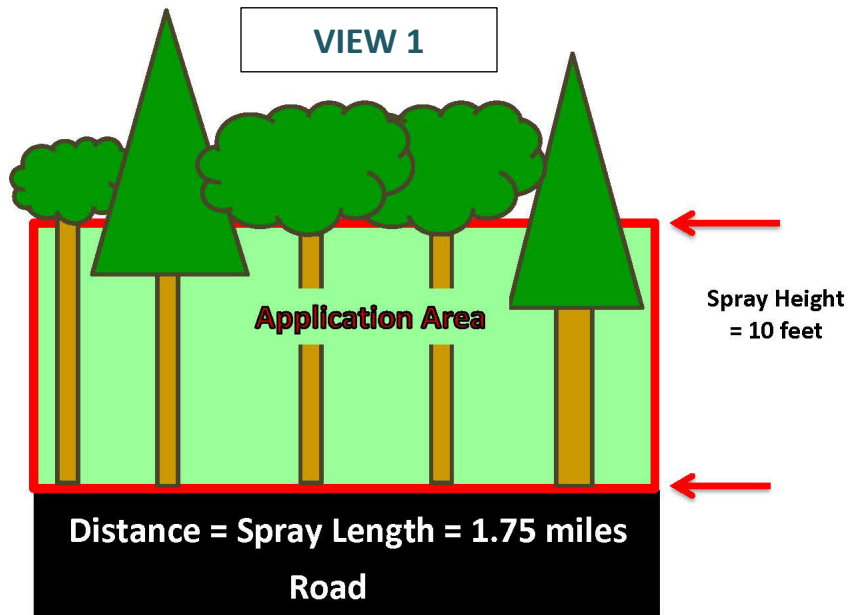 VIEW 1
Application Area
Spray Height
= 10 feet
Distance = Spray Length = 1.75 miles
Road